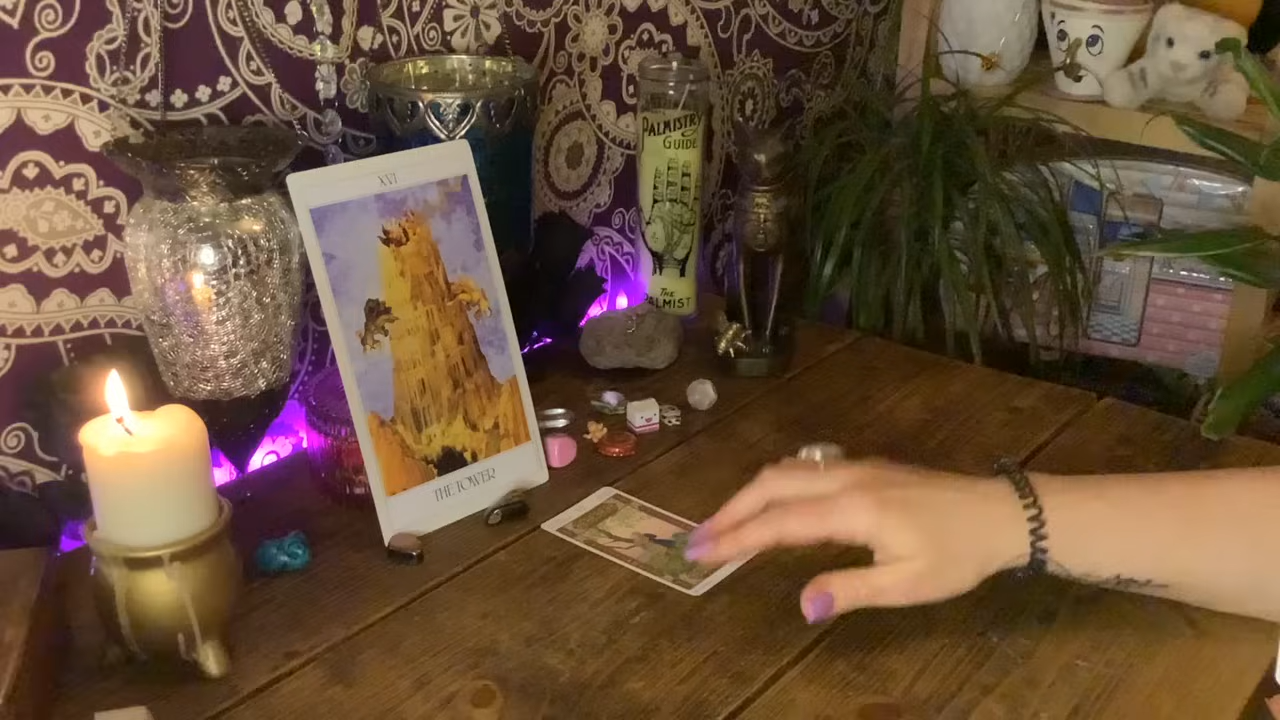 XVI
THE TOWER
PALMISTRY
GUIDE
THE
PALMIST